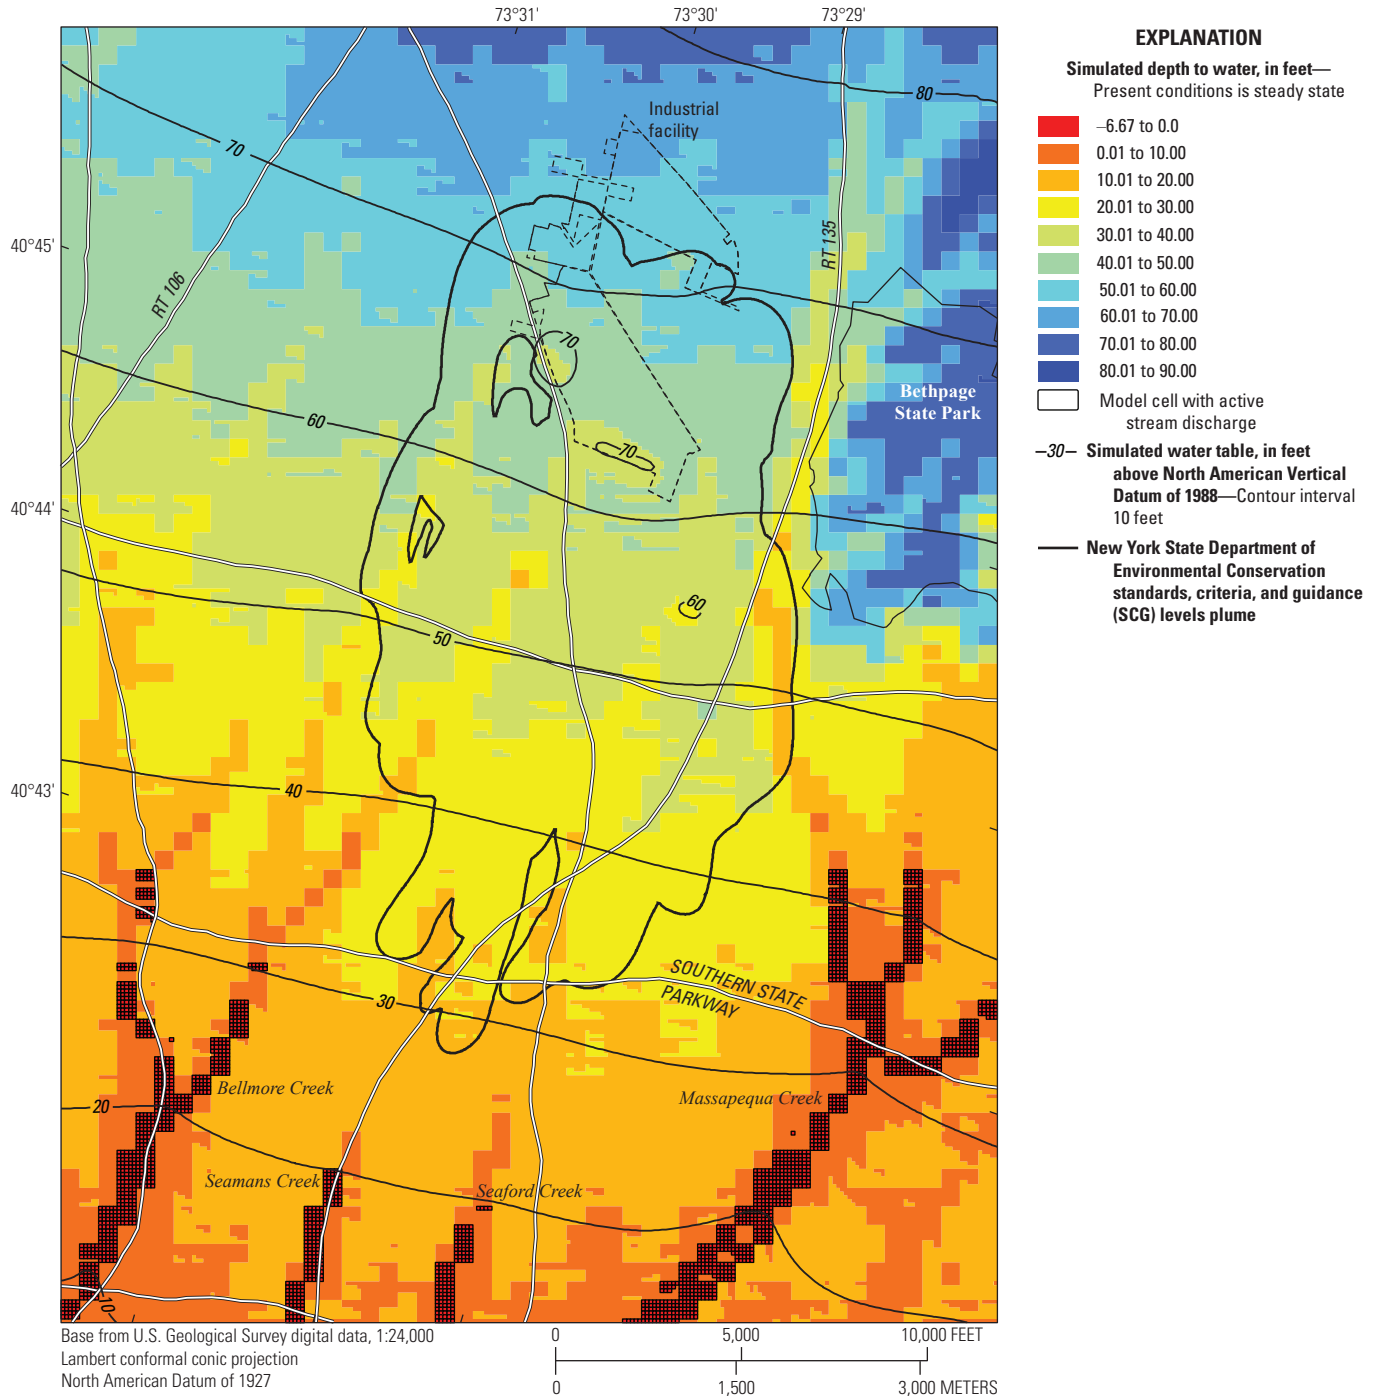 73°31'
73°30'
73°29'
EXPLANATION
Simulated depth to water, in feet—
Present conditions is steady state
–6.67 to 0.0
0.01 to 10.00
10.01 to 20.00
20.01 to 30.00
30.01 to 40.00
40.01 to 50.00
50.01 to 60.00
60.01 to 70.00
70.01 to 80.00
80.01 to 90.00
Model cell with active
stream discharge
–30– Simulated water table, in feet
above North American Vertical
Datum of 1988—Contour interval
10 feet
New York State Department of
Environmental Conservation
standards, criteria, and guidance
(SCG) levels plume
80
Industrial
facility
70
40°45'
RT 135
RT 106
70
Bethpage
State Park
60
70
40°44'
60
50
40°43'
40
SOUTHERN STATE
PARKWAY
30
Bellmore Creek
Massapequa Creek
20
Seamans Creek
Seaford Creek
10
Base from U.S. Geological Survey digital data, 1:24,000
Lambert conformal conic projection
North American Datum of 1927
0
5,000
10,000 FEET
0
1,500
3,000 METERS